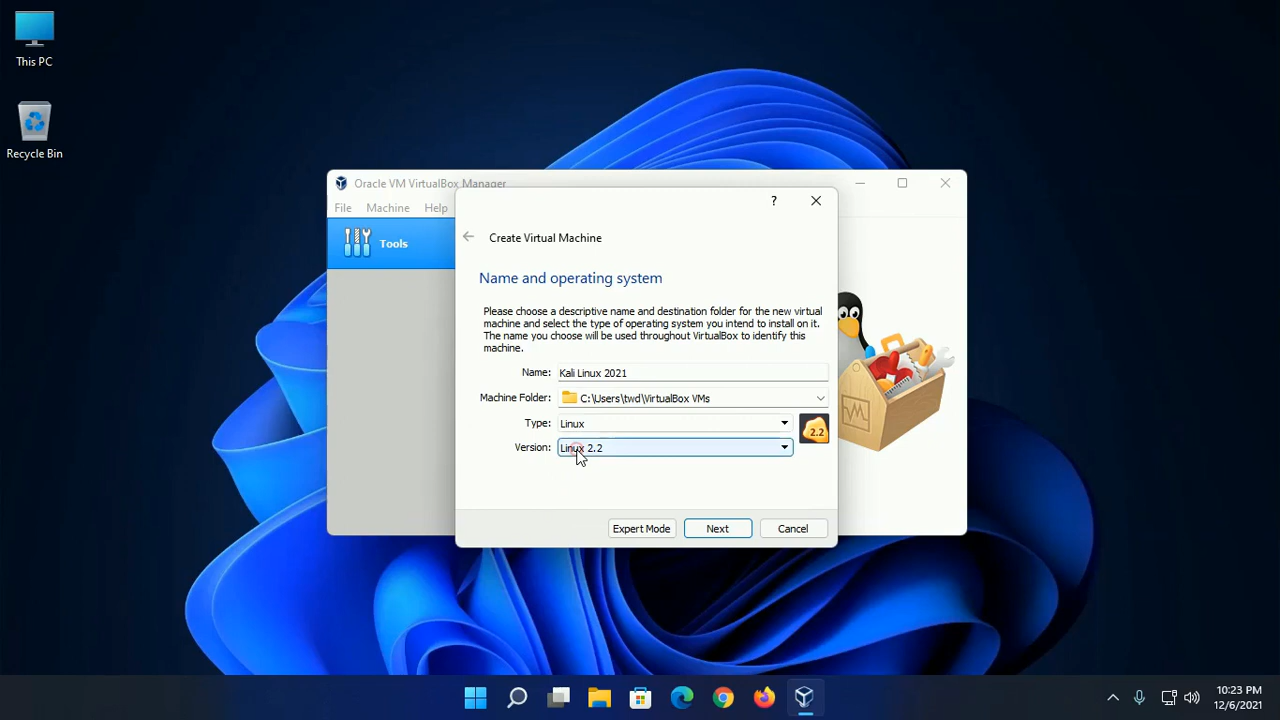 This PC
Recycle Bin
Oracle VM VirtualBox Manager
File Machine Help
Tools
Create Virtual Machine
Name and operating system
Please choose a descriptive name and destination folder for the new virtual
machine and select the type of operating system you intend to install on it.
The name you choose will be used throughout VirtualBox to identify this
machine.
Name: Kali Linux 2021
Machine Folder: C:\Users\twd\VirtualBox VMs
Type: Linux
2.2
Version: Linux 2.2
Expert Mode Next Cancel
10:23 PM
12/6/2021